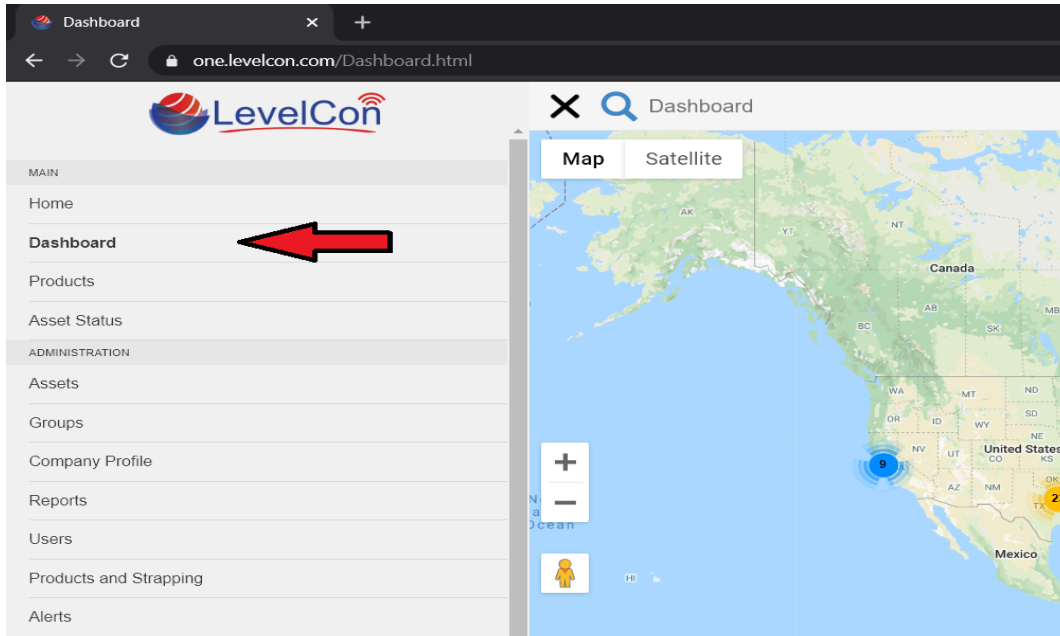 Dashboard
one.levelcon.com/Dashboard.html
LevelCon
MAIN
Home
Dashboard
Products
Asset Status
ADMINISTRATION
Assets
Groups
Company Profile
Reports
Users
Products and Strapping
Alerts
Dashboard
Map Satellite
AK
YT
NT
Canada
AB
MB
BC
SK
WA
MT
ND
OR
ID
SD
WY
NE
NV
UT
United States
CO
KS
9
AZ
NM
OK
TX
Ocean
Mexico
HI